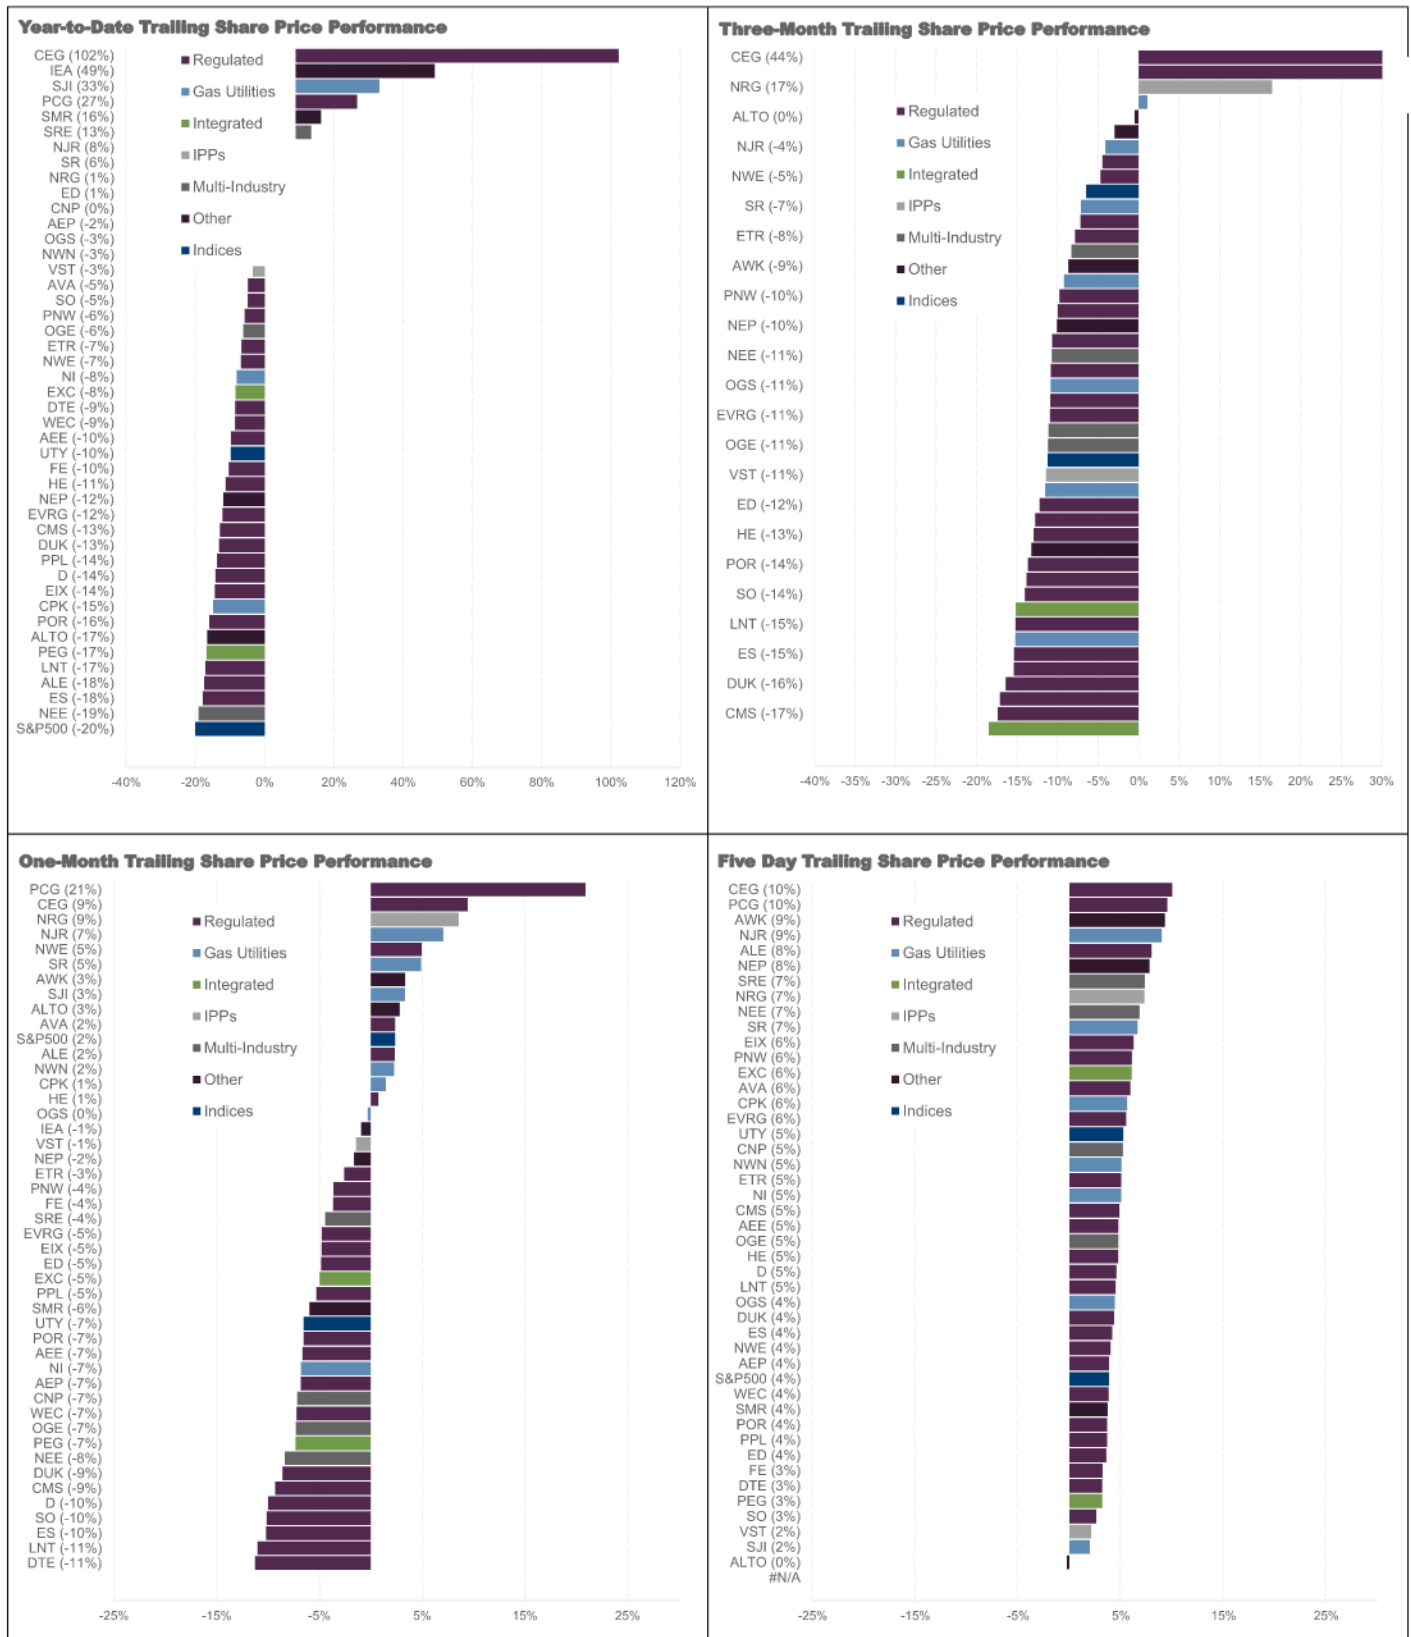 Year-to-Date Trailing Share Price Performance
CEG (102%)
IEA (49%)
SJI (33%)
PCG (27%)
SMR (16%)
SRE (13%)
NJR (8%)
SR (6%)
NRG (1%)
ED (1%)
CNP (0%)
AEP (-2%)
OGS (-3%)
NWN (-3%)
VST (-3%)
AVA (-5%)
SO (-5%)
PNW (-6%)
OGE (-6%)
ETR (-7%)
NWE (-7%)
NI (-8%)
EXC (-8%)
DTE (-9%)
WEC (-9%)
AEE (-10%)
UTY (-10%)
FE (-10%)
HE (-11%)
NEP (-12%)
EVRG (-12%)
CMS (-13%)
DUK (-13%)
PPL (-14%)
D (-14%)
EIX (-14%)
CPK (-15%)
POR (-16%)
ALTO (-17%)
PEG (-17%)
LNT (-17%)
ALE (-18%)
ES (-18%)
NEE (-19%)
S&P500 (-20%)
Regulated
Gas Utilities
Integrated
IPPs
Multi-Industry
Other
Indices
-40% -20% 0% 20% 40% 60% 80% 100% 120%
Three-Month Trailing Share Price Performance
CEG (44%)
NRG (17%)
ALTO (0%)
NJR (-4%)
NWE (-5%)
SR (-7%)
ETR (-8%)
AWK (-9%)
PNW (-10%)
NEP (-10%)
NEE (-11%)
OGS (-11%)
EVRG (-11%)
OGE (-11%)
VST (-11%)
ED (-12%)
HE (-13%)
POR (-14%)
SO (-14%)
LNT (-15%)
ES (-15%)
DUK (-16%)
CMS (-17%)
Regulated
Gas Utilities
Integrated
IPPs
Multi-Industry
Other
Indices
-40% -35% -30% -25% -20% -15% -10% -5% 0% 5% 10% 15% 20% 25% 30%
One-Month Trailing Share Price Performance
PCG (21%)
CEG (9%)
NRG (9%)
NJR (7%)
NWE (5%)
SR (5%)
AWK (3%)
SJI (3%)
ALTO (3%)
AVA (2%)
S&P500 (2%)
ALE (2%)
NWN (2%)
CPK (1%)
HE (1%)
OGS (0%)
IEA (-1%)
VST (-1%)
NEP (-2%)
ETR (-3%)
PNW (-4%)
FE (-4%)
SRE (-4%)
EVRG (-5%)
EIX (-5%)
ED (-5%)
EXC (-5%)
PPL (-5%)
SMR (-6%)
UTY (-7%)
POR (-7%)
AEE (-7%)
NI (-7%)
AEP (-7%)
CNP (-7%)
WEC (-7%)
OGE (-7%)
PEG (-7%)
NEE (-8%)
DUK (-9%)
CMS (-9%)
D (-10%)
SO (-10%)
ES (-10%)
LNT (-11%)
DTE (-11%)
Regulated
Gas Utilities
Integrated
IPPs
Multi-Industry
Other
Indices
-25% -15% -5% 5% 15% 25%
Five Day Trailing Share Price Performance
CEG (10%)
PCG (10%)
AWK (9%)
NJR (9%)
ALE (8%)
NEP (8%)
SRE (7%)
NRG (7%)
NEE (7%)
SR (7%)
EIX (6%)
PNW (6%)
EXC (6%)
AVA (6%)
CPK (6%)
EVRG (6%)
UTY (5%)
CNP (5%)
NWN (5%)
ETR (5%)
NI (5%)
CMS (5%)
AEE (5%)
OGE (5%)
HE (5%)
D (5%)
LNT (5%)
OGS (4%)
DUK (4%)
ES (4%)
NWE (4%)
AEP (4%)
S&P500 (4%)
WEC (4%)
SMR (4%)
POR (4%)
PPL (4%)
ED (4%)
FE (3%)
DTE (3%)
PEG (3%)
SO (3%)
VST (2%)
SJI (2%)
ALTO (0%)
#N/A
Regulated
Gas Utilities
Integrated
IPPs
Multi-Industry
Other
Indices
-25% -15% -5% 5% 15% 25%